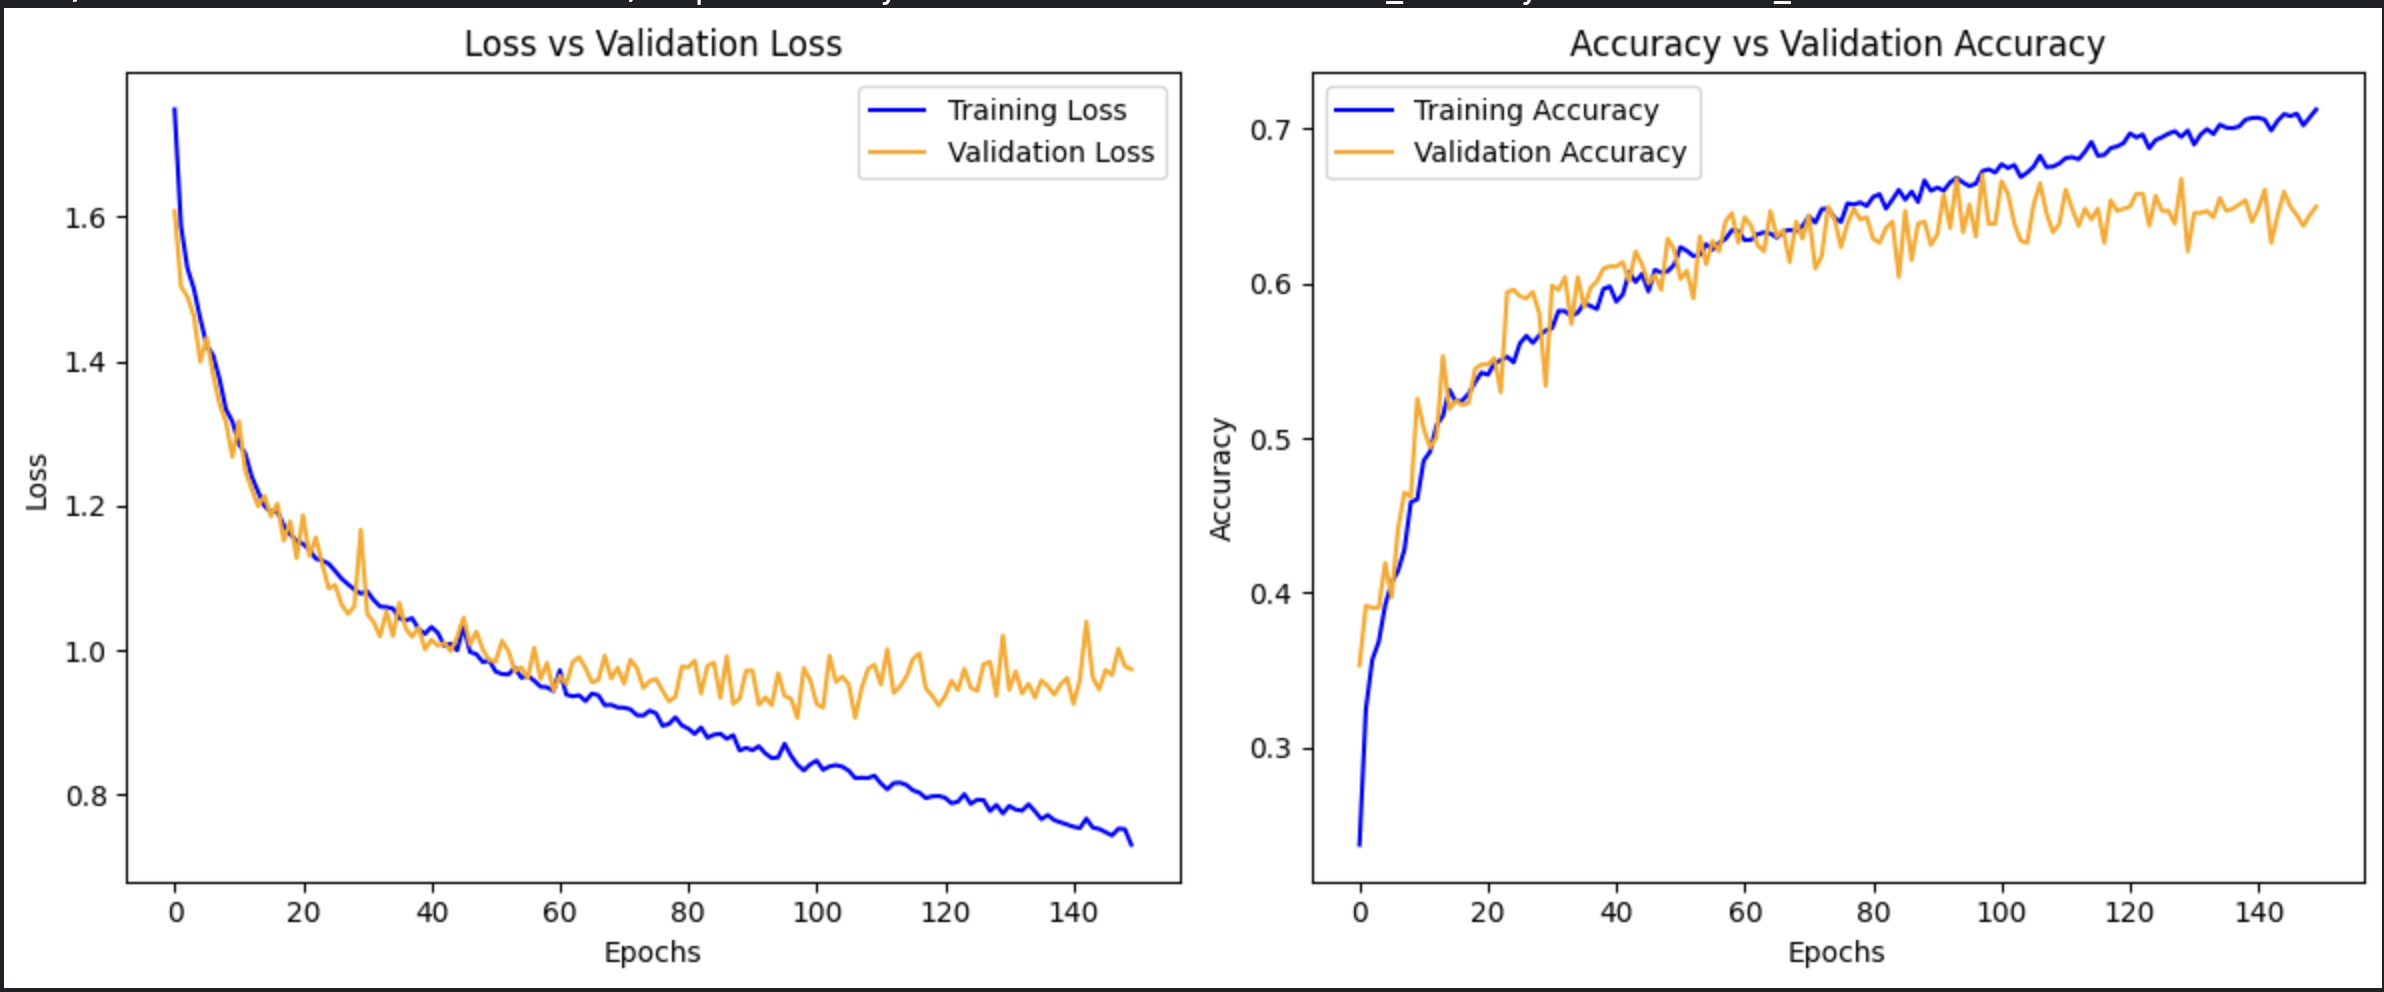 Loss vs Validation Loss
Training Loss
Validation Loss
1.6
1.4
1.2
1.0
0.8
Loss
0 20 40 60 80 100 120 140
Epochs
Accuracy vs Validation Accuracy
Training Accuracy
Validation Accuracy
0.7
0.6
0.5
0.4
0.3
Accuracy
0 20 40 60 80 100 120 140
Epochs